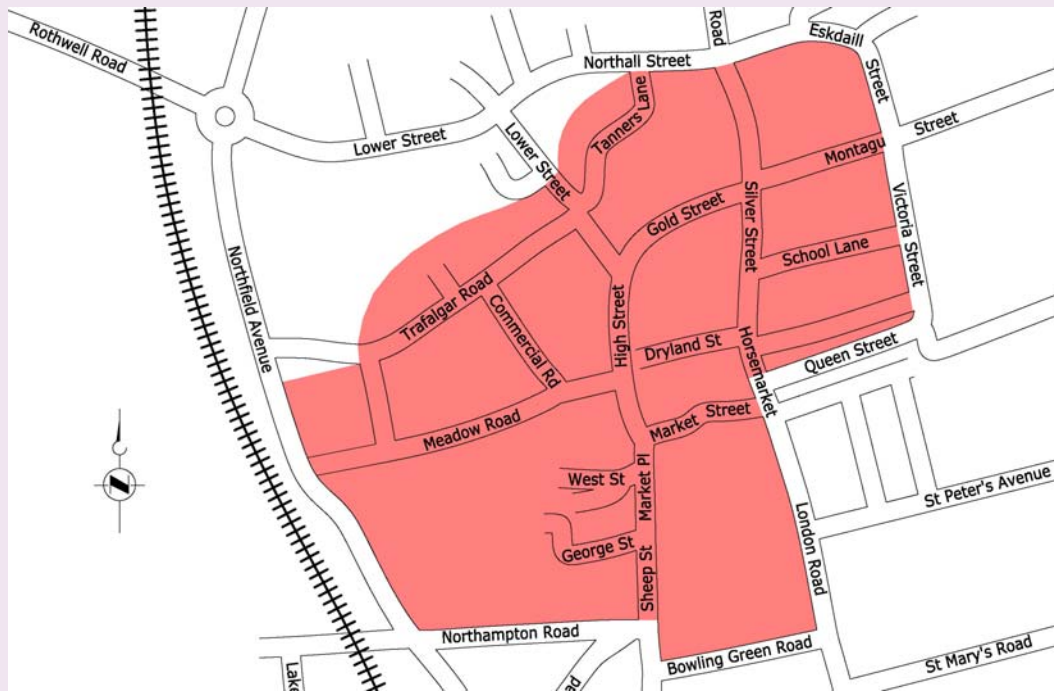 Rothwell Road
Road
Eskdaill
Street
Northall Street
Tanners Lane
Lower Street
Lower Street
Montagu
Street
Silver Street
Gold Street
Victoria Street
School Lane
Northfield Avenue
Trafalgar Road
Commercial Rd
High Street
Dryland St
Horsemarket
Queen Street
Meadow Road
Market
Street
West St
Market Pl
St Peter's Avenue
London Road
George St
Sheep St
Northampton Road
Bowling Green Road
St Mary's Road
Lake
ad